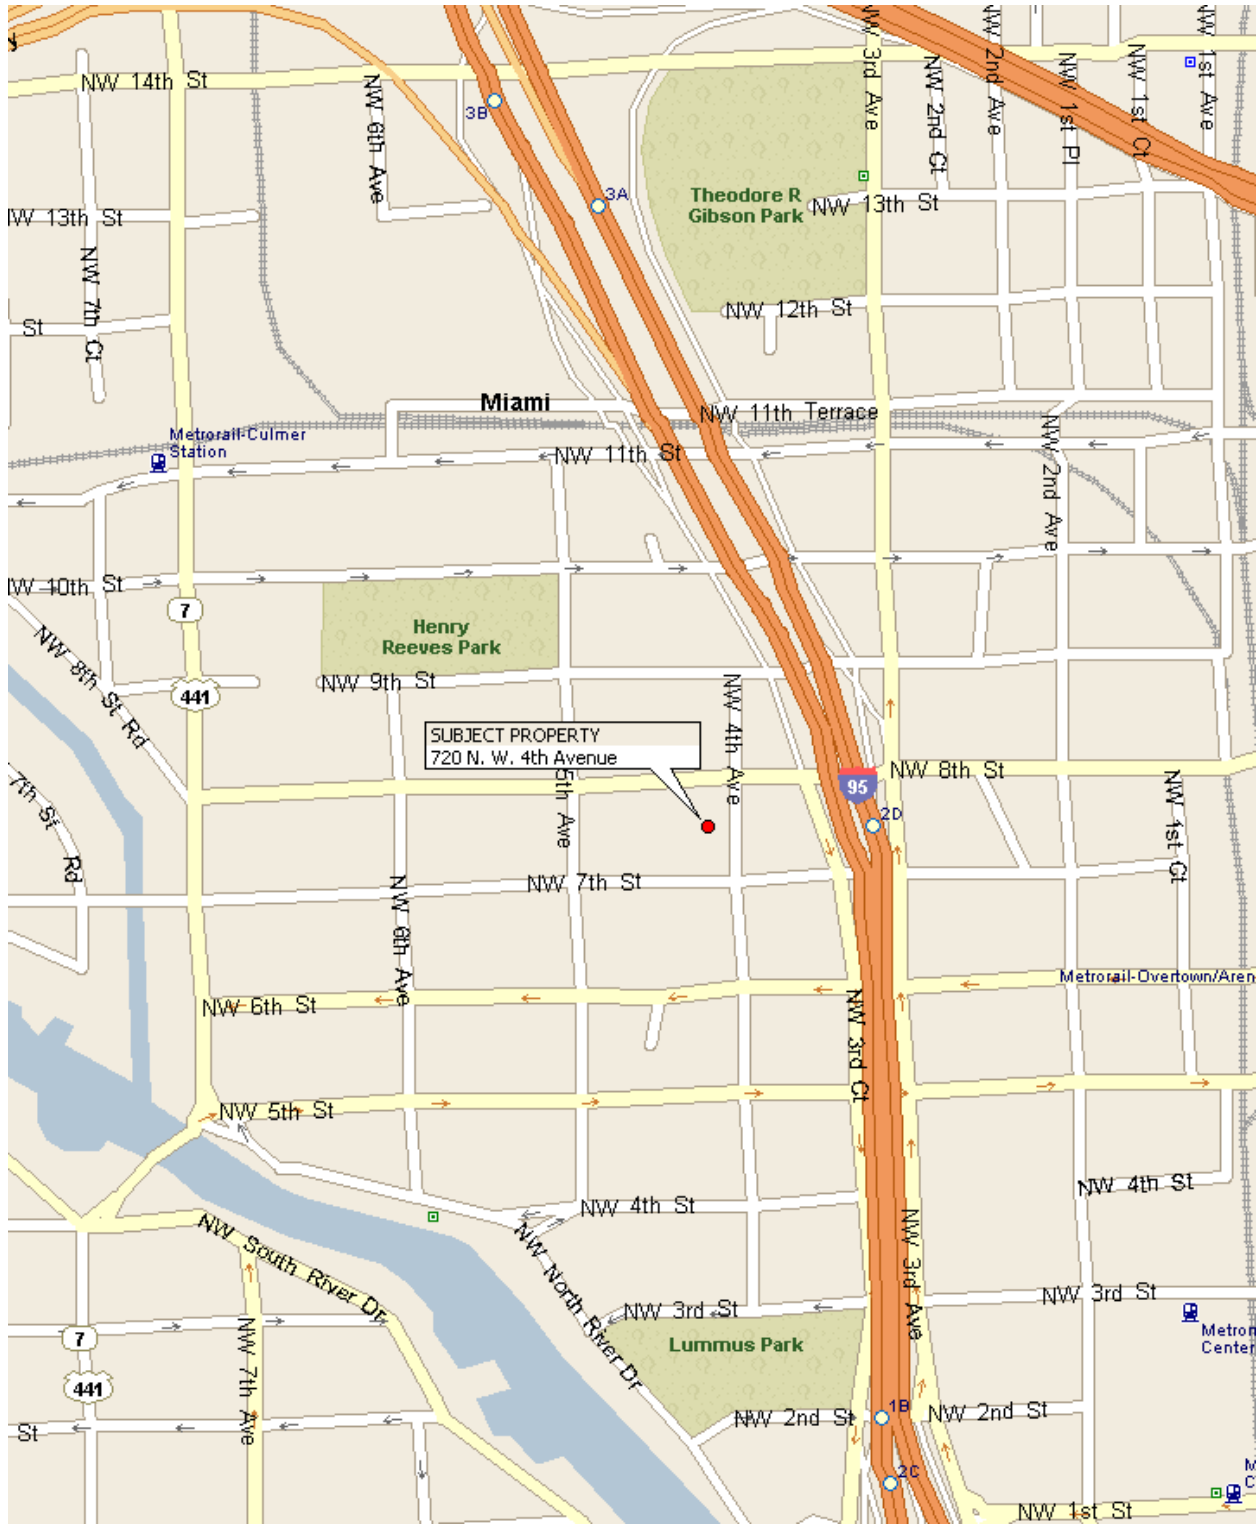 NW 14th St
NW 6th Ave
3B
3A
NW 3rd Ave
NW 2nd Ct
NW 2nd Ave
NW 1st Pl
NW 1st Ct
NW 1st Ave
Theodore R
Gibson Park
NW 13th St
W 13th St
NW 7th Ct
NW 12th St
St
Miami
NW 11th Terrace
Metrorail-Culmer
Station
NW 11th St
NW 2nd Ave
W 10th St
7
Henry
Reeves Park
NW 8th St Rd
NW 9th St
441
NW 4th Ave
SUBJECT PROPERTY
720 N. W. 4th Avenue
5th Ave
NW 8th St
95
2D
7th St
Rd
NW 1st Ct
NW 7th St
NW 6th Ave
Metrorail-Overtown/Aren
NW 6th St
NW 3rd Ct
NW 5th St
NW 4th St
NW 4th St
NW South River Dr
NW North River Dr
NW 3rd Ave
NW 3rd St
NW 3rd St
7
Lummus Park
Metror
Center
441
NW 7th Ave
NW 2nd St
1B
NW 2nd St
St
2C
M
C
NW 1st St